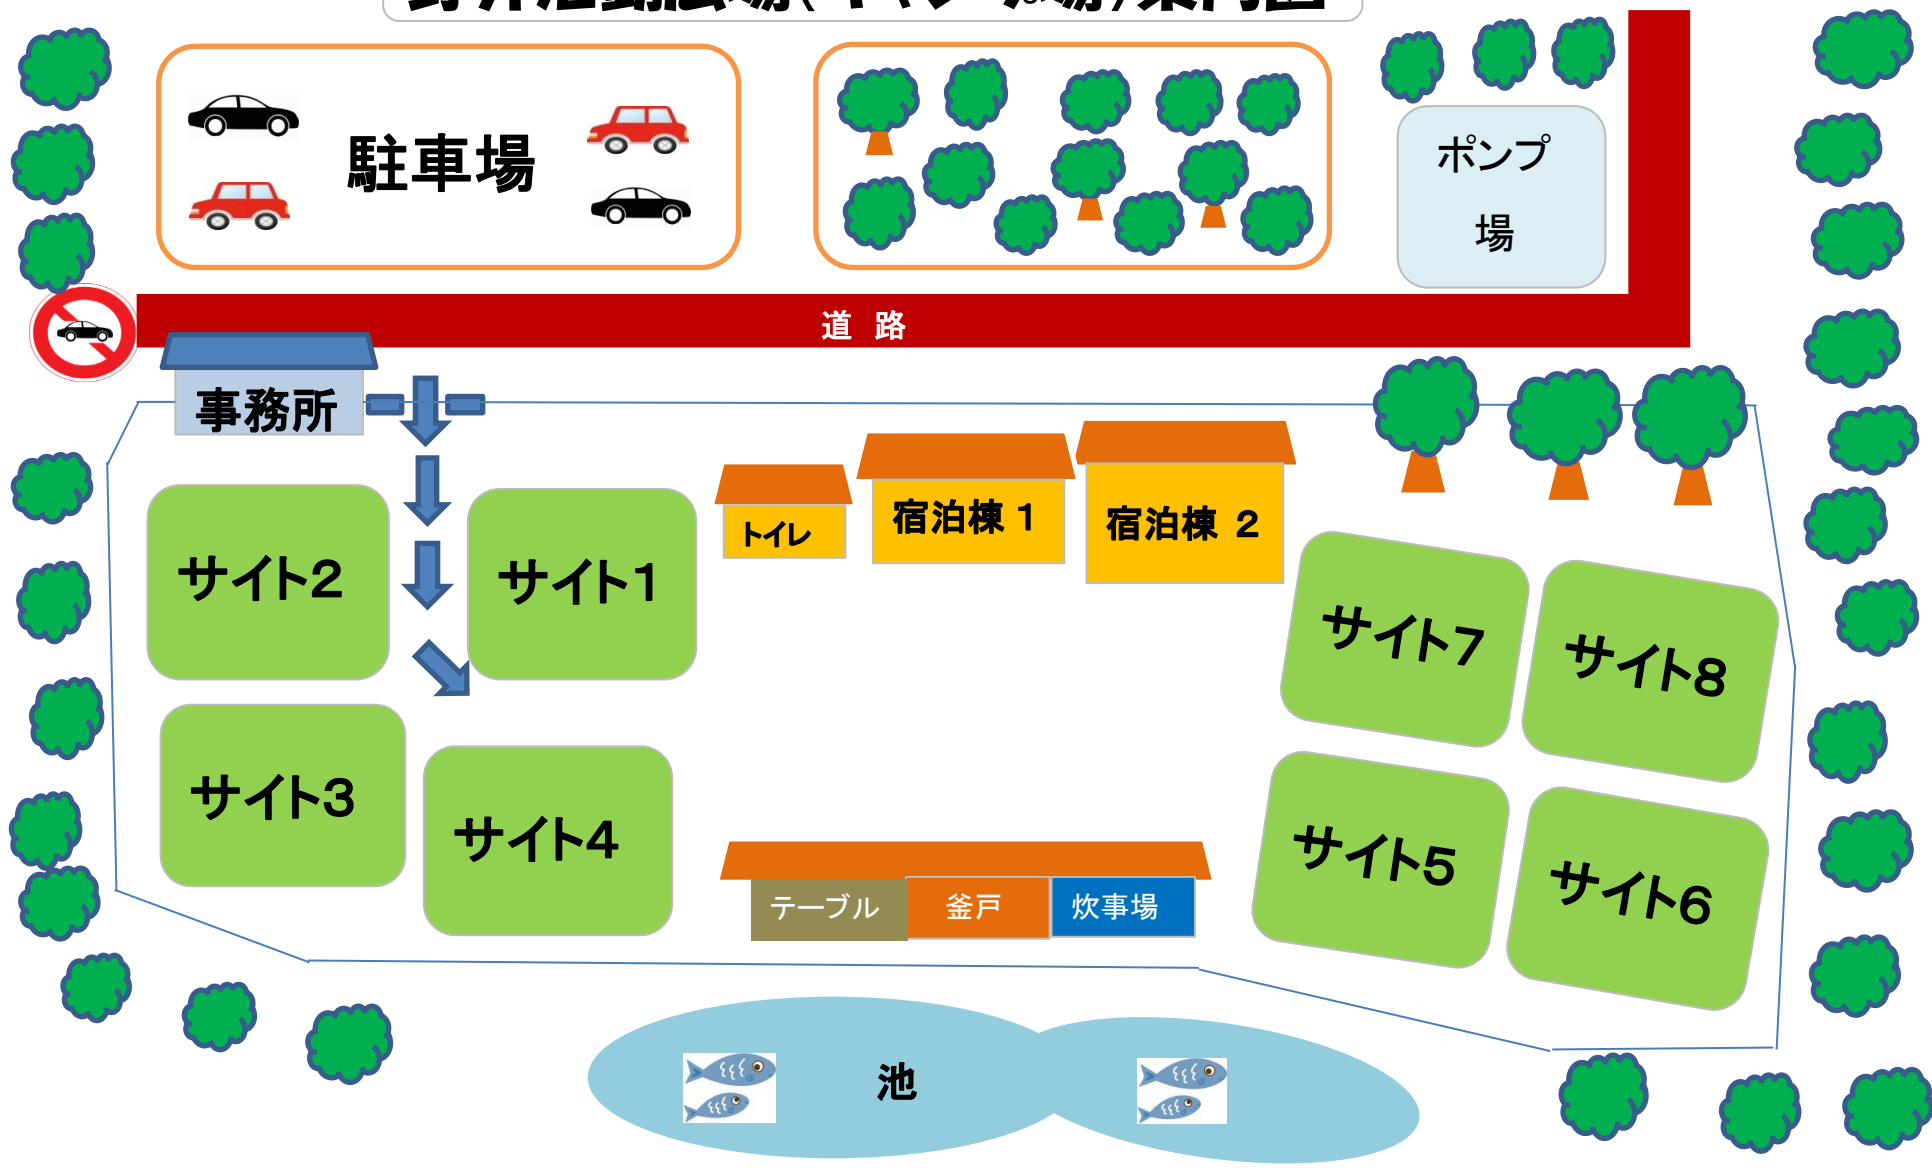 駐車場
ポンプ
場
道 路
事務所
トイレ
宿泊棟 1
宿泊棟 2
サイト2
サイト1
サイト7
サイト8
サイト3
サイト4
サイト5
サイト6
テーブル
釜戸
炊事場
池